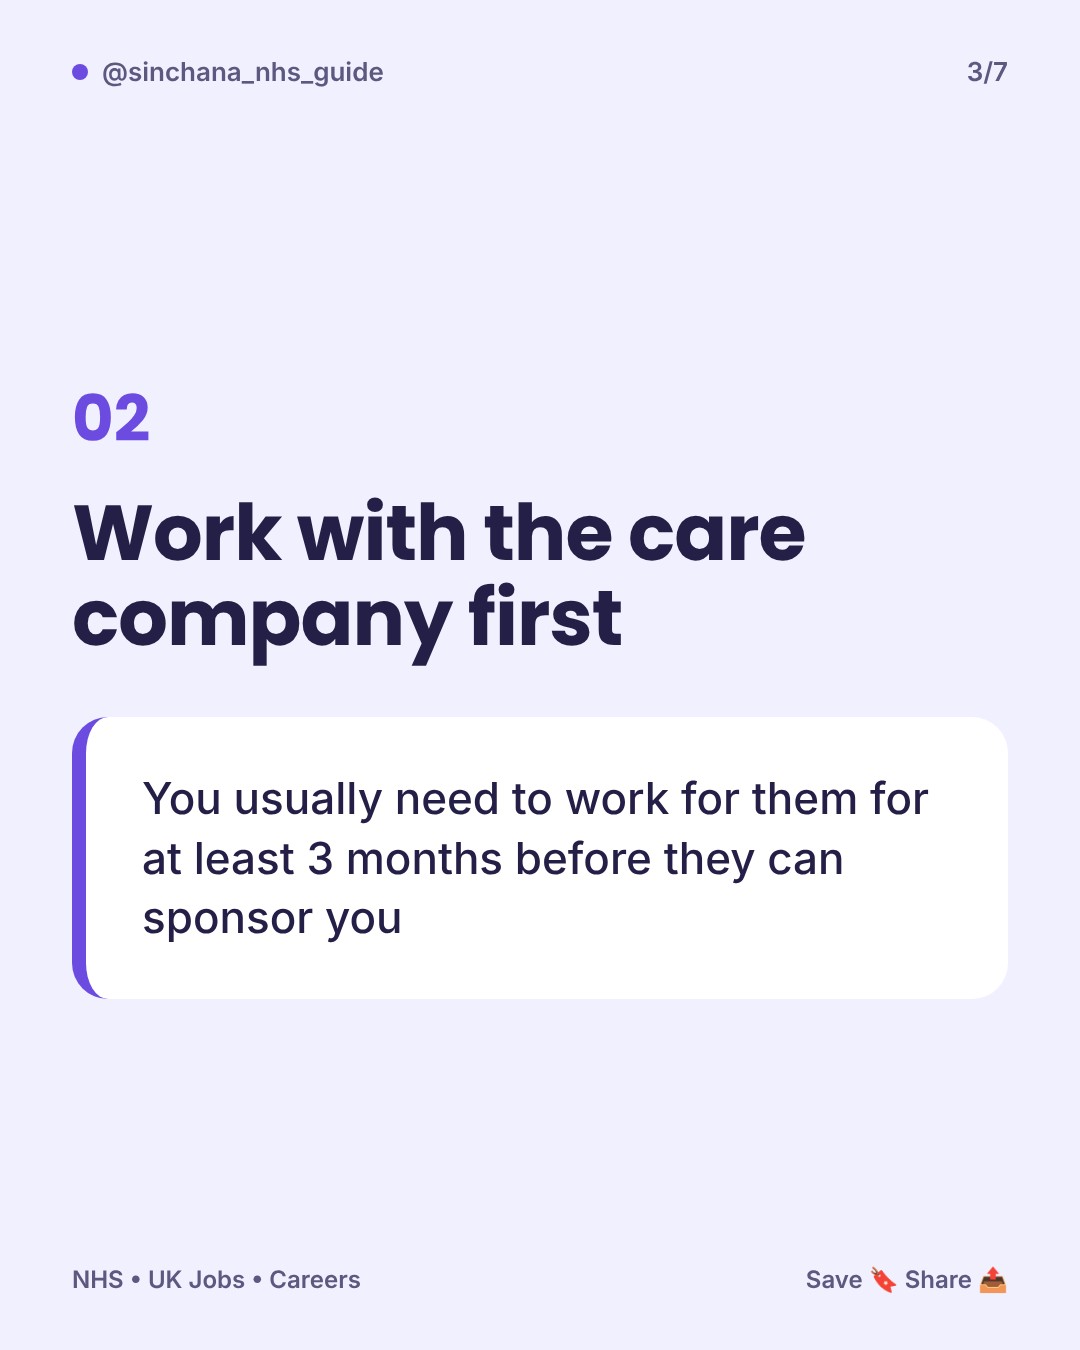 @sinchana_nhs_guide
3/7
02
Work with the care
company first
You usually need to work for them for
at least 3 months before they can
sponsor you
NHS • UK Jobs • Careers
Save 🔖 Share 📤